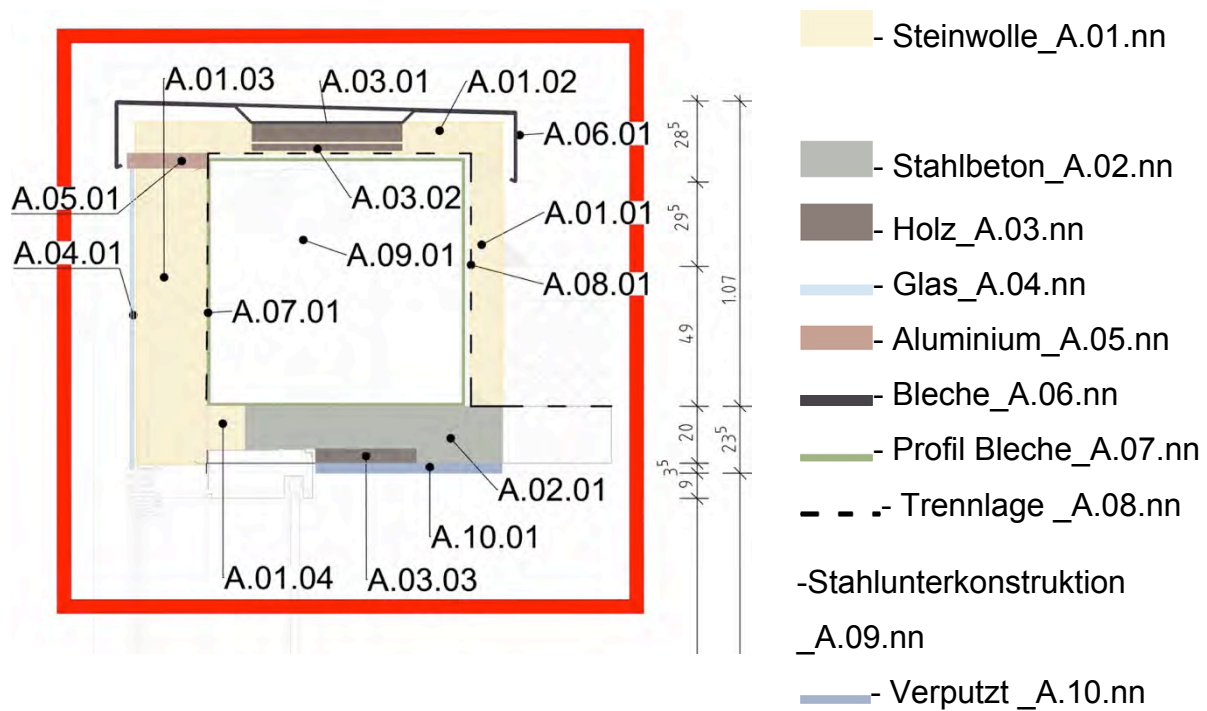 A.01.03
A.03.01
A.01.02
A.06.01
A.05.01
A.03.02
A.01.01
A.04.01
A.09.01
A.08.01
A.07.01
A.02.01
A.10.01
A.01.04
A.03.03
28⁵
29⁵
49
1.07
20
23⁵
3⁵
9
- Steinwolle_A.01.nn
- Stahlbeton_A.02.nn
- Holz_A.03.nn
- Glas_A.04.nn
- Aluminium_A.05.nn
- Bleche_A.06.nn
- Profil Bleche_A.07.nn
- Trennlage _A.08.nn
-Stahlunterkonstruktion
_A.09.nn
- Verputzt _A.10.nn